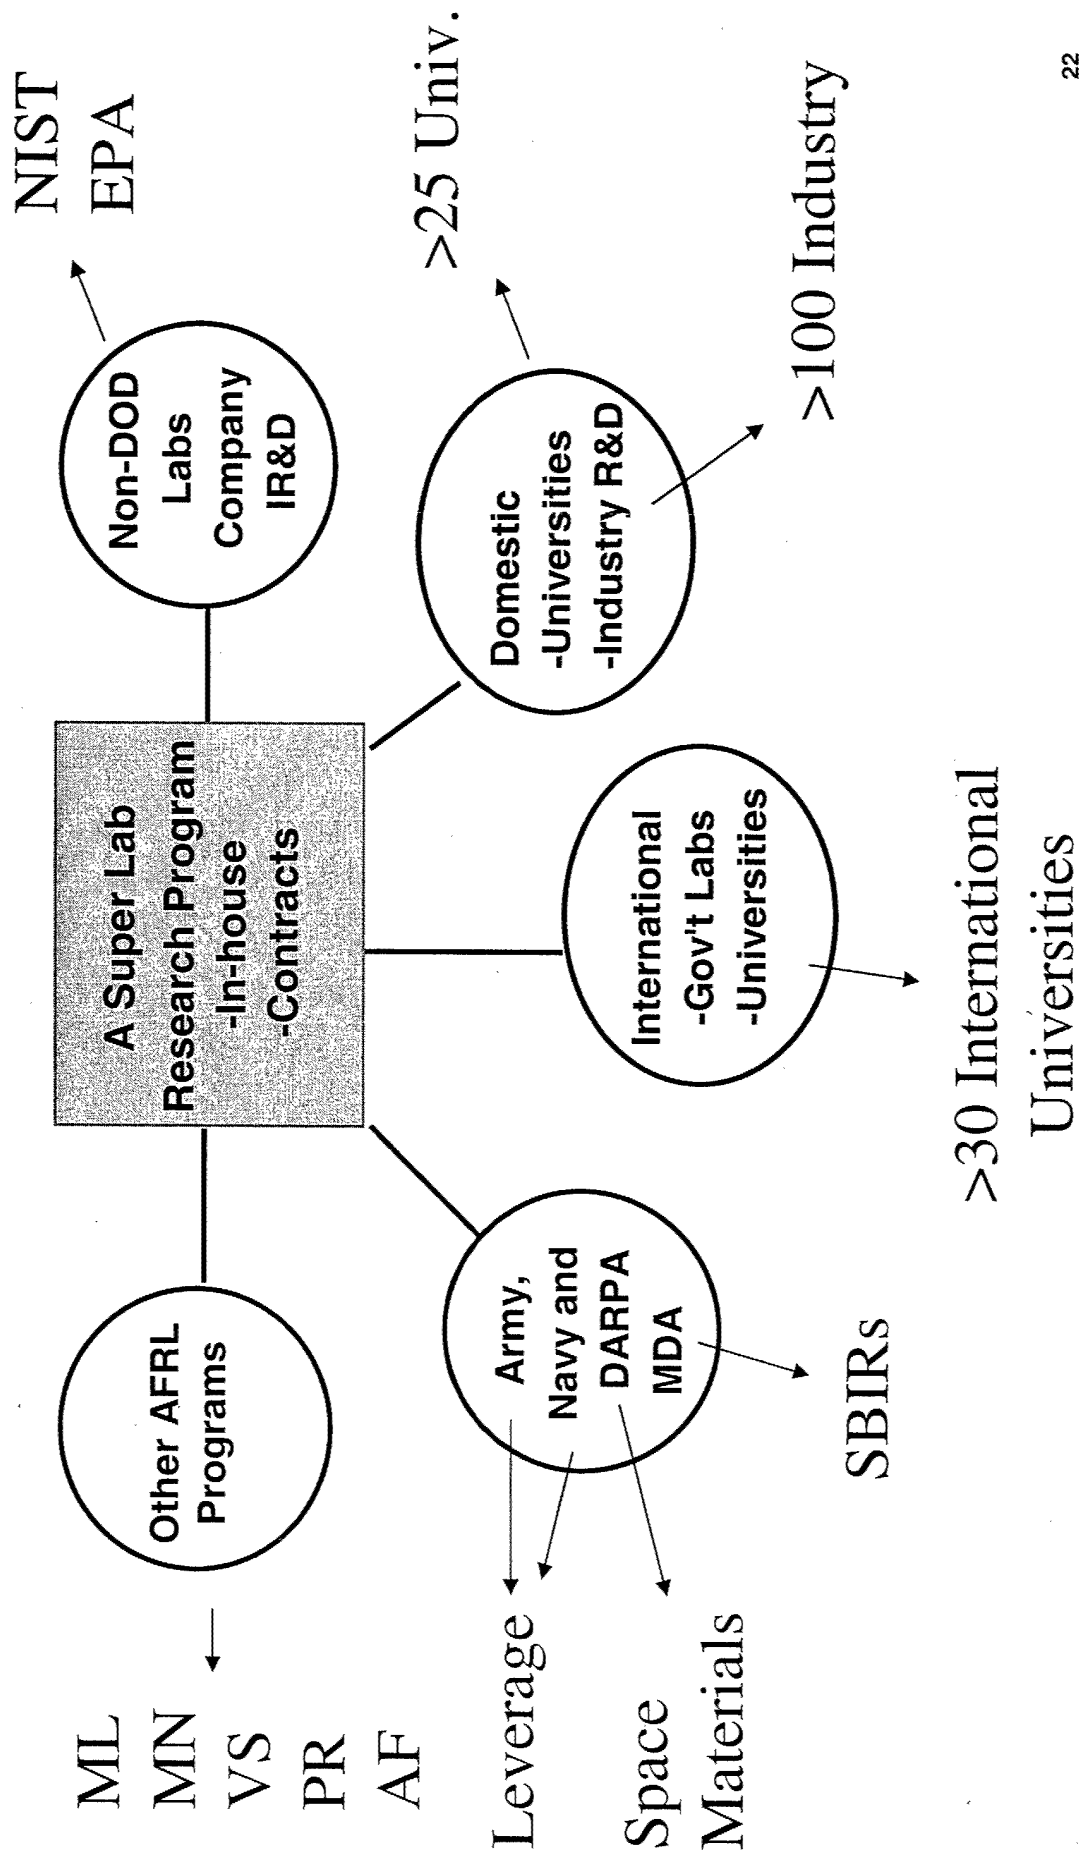 A Super Lab
Research Program
-In-house
-Contracts
Other AFRL
Programs
ML
MN
VS
PR
AF
Army,
Navy and
DARPA
MDA
Leverage
Space
Materials
SBIRs
International
-Gov't Labs
-Universities
>30 International
Universities
Domestic
-Universities
-Industry R&D
>25 Univ.
>100 Industry
Non-DOD
Labs
Company
IR&D
NIST
EPA
22